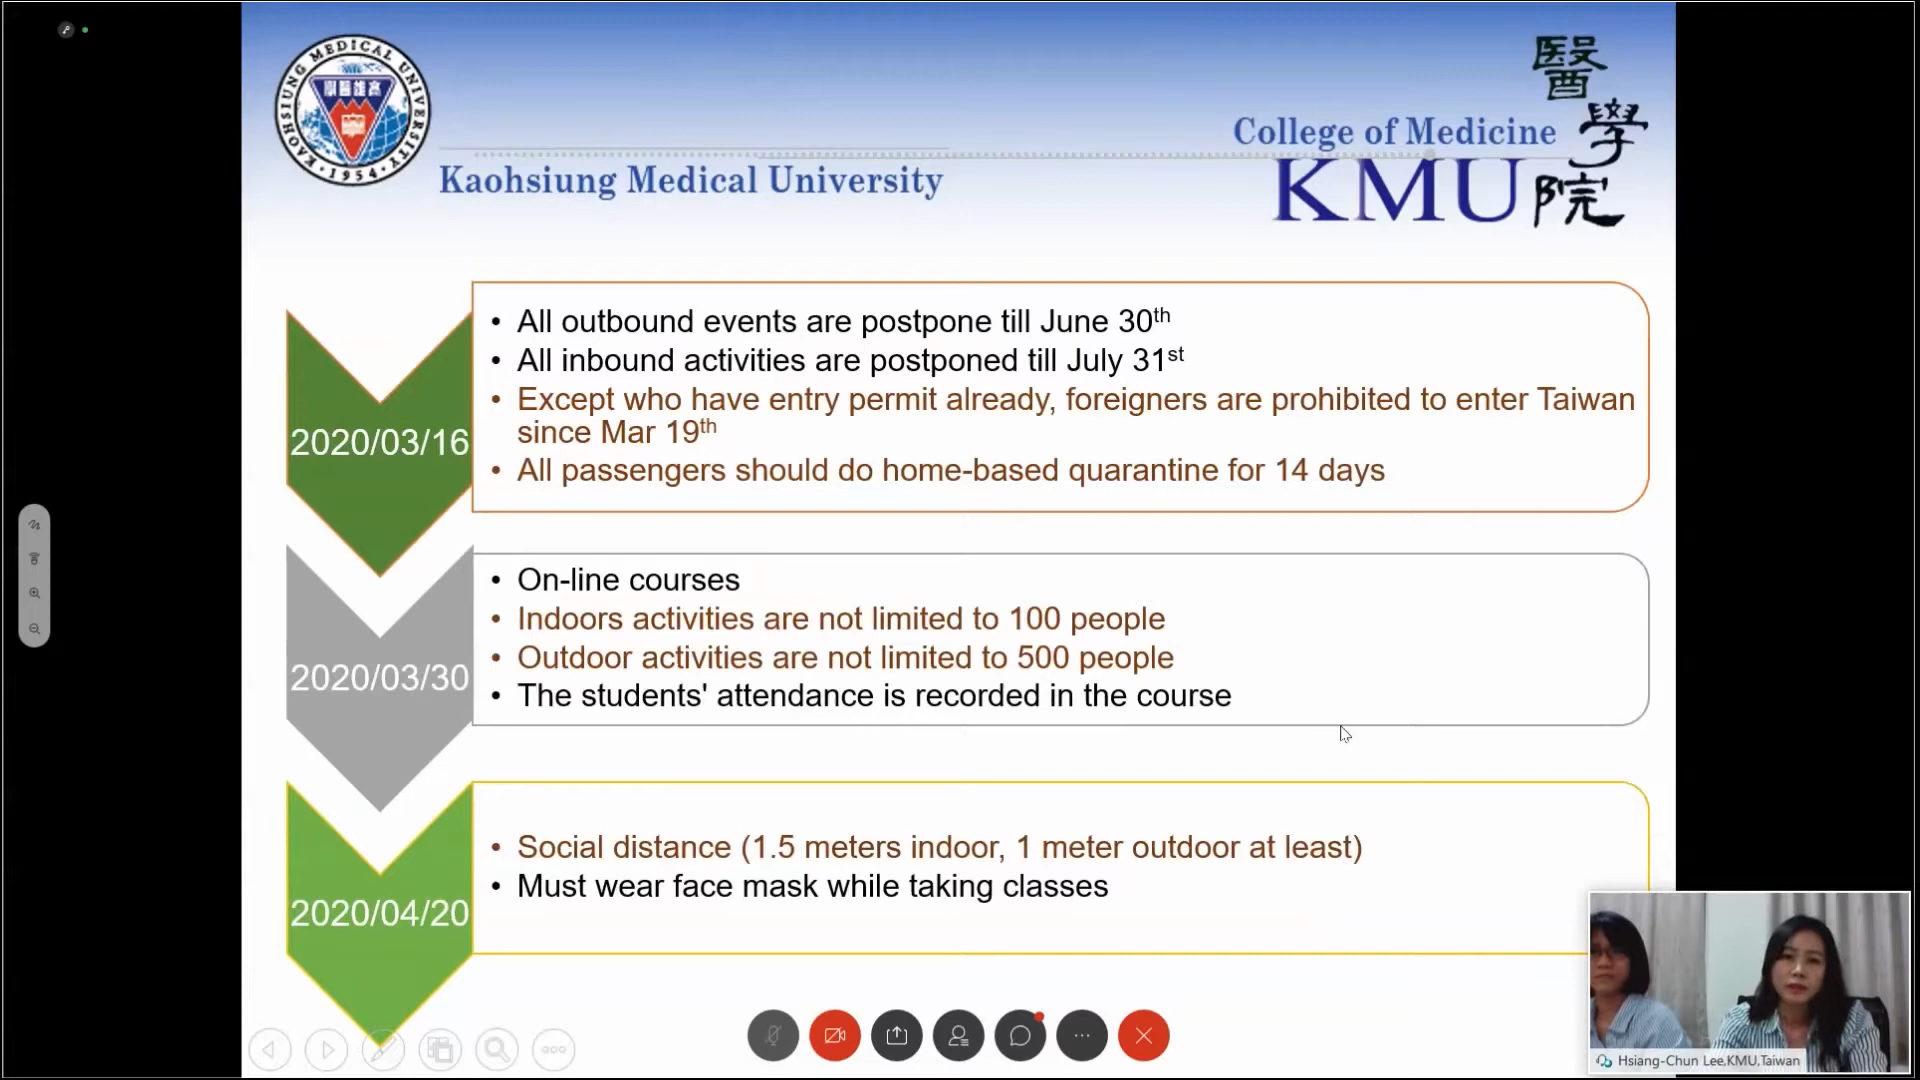 KAOHSIUNG MEDICAL UNIVERSITY
學醫雄高
1954
Kaohsiung Medical University
College of Medicine
KMU
醫
學
院
2020/03/16
• All outbound events are postpone till June 30th
• All inbound activities are postponed till July 31st
• Except who have entry permit already, foreigners are prohibited to enter Taiwan
since Mar 19th
• All passengers should do home-based quarantine for 14 days
2020/03/30
• On-line courses
• Indoors activities are not limited to 100 people
• Outdoor activities are not limited to 500 people
• The students' attendance is recorded in the course
2020/04/20
• Social distance (1.5 meters indoor, 1 meter outdoor at least)
• Must wear face mask while taking classes
Hsiang-Chun Lee,KMU,Taiwan